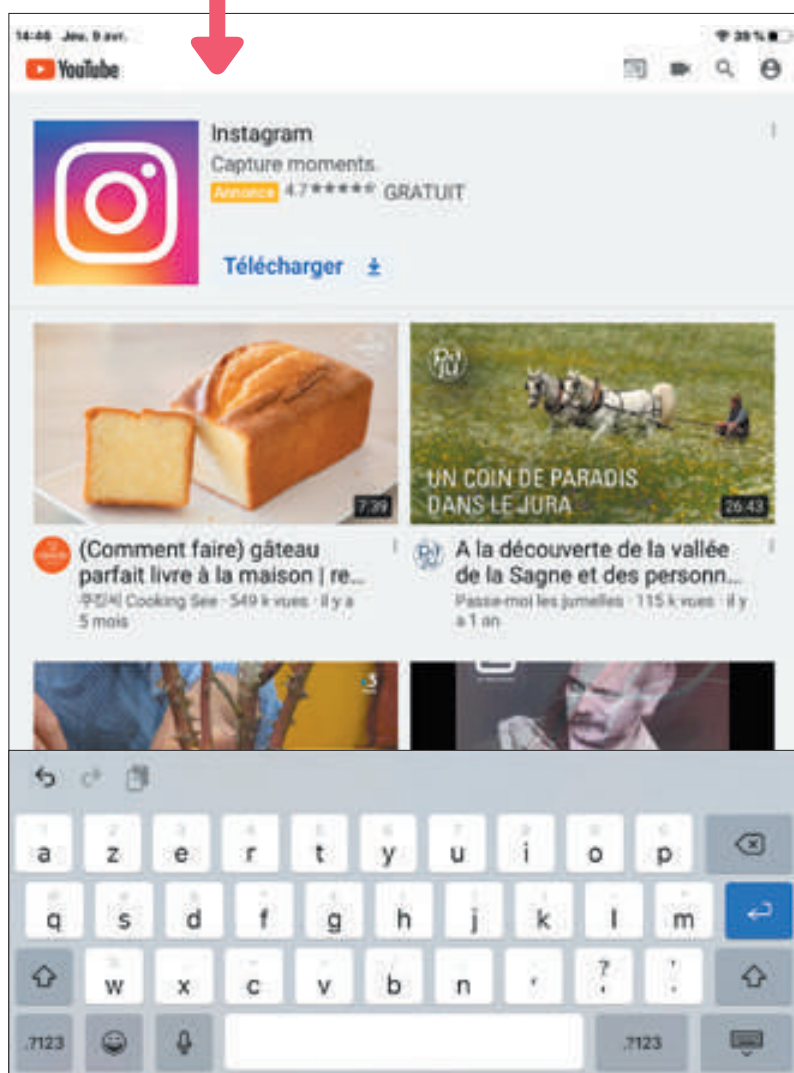 14:46 Jeu. 9 avr.
39 %
YouTube
Instagram
Capture moments.
Annonce 4.7★★★★★ GRATUIT
Télécharger
7:39
UN COIN DE PARADIS
DANS LE JURA
26:43
(Comment faire) gâteau
parfait livre à la maison | re...
Cooking See · 549 k vues · il y a
5 mois
A la découverte de la vallée
de la Sagne et des personn...
Passe-moi les jumelles · 115 k vues · il y
a 1 an
a z e r t y u i o p
q s d f g h j k l m
w x c v b n ' ? , ! .
.?123 .?123